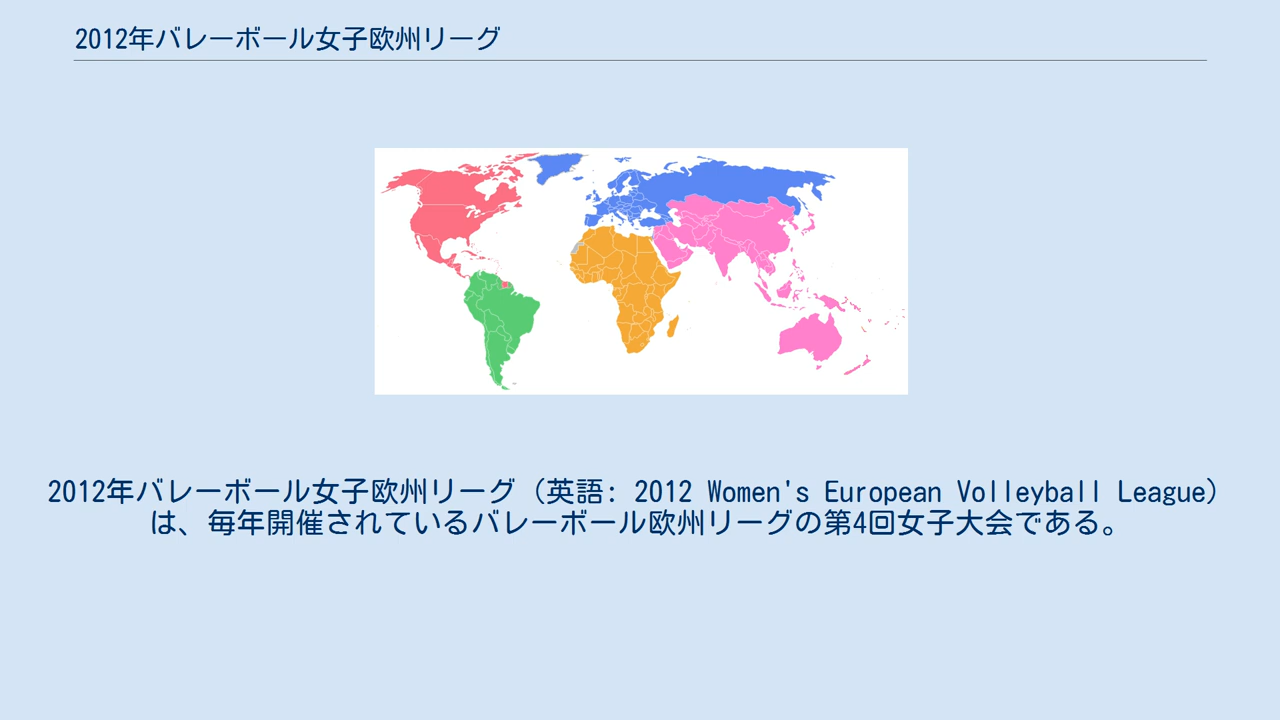 2012年バレーボール女子欧州リーグ
2012年バレーボール女子欧州リーグ（英語: 2012 Women's European Volleyball League）
は、毎年開催されているバレーボール欧州リーグの第4回女子大会である。